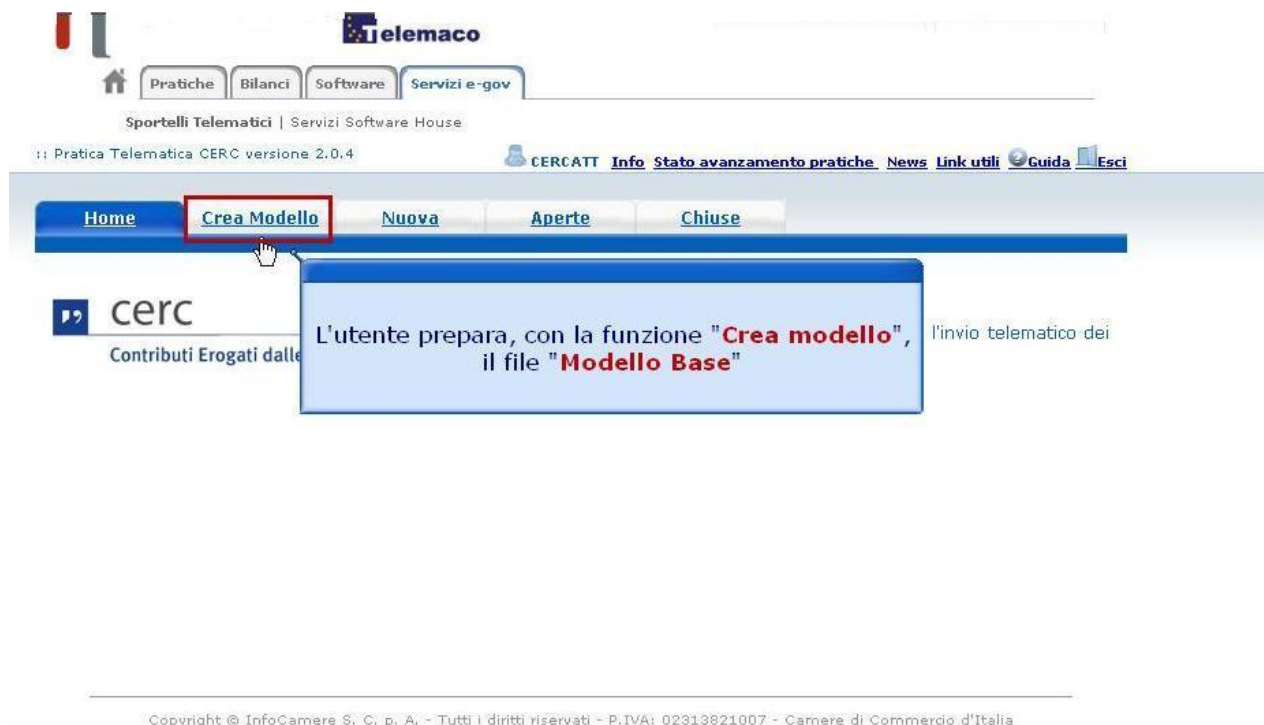 Telemaco
Pratiche Bilanci Software Servizi e-gov
Sportelli Telematici | Servizi Software House
:: Pratica Telematica CERC versione 2.0.4
CERCATT Info Stato avanzamento pratiche News Link utili Guida Esci
Home Crea Modello Nuova Aperte Chiuse
cerc
Contributi Erogati dalle
L'utente prepara, con la funzione "Crea modello",
il file "Modello Base"
l'invio telematico dei
Copyright © InfoCamere S. C. p. A. - Tutti i diritti riservati - P.IVA: 02313821007 - Camere di Commercio d'Italia